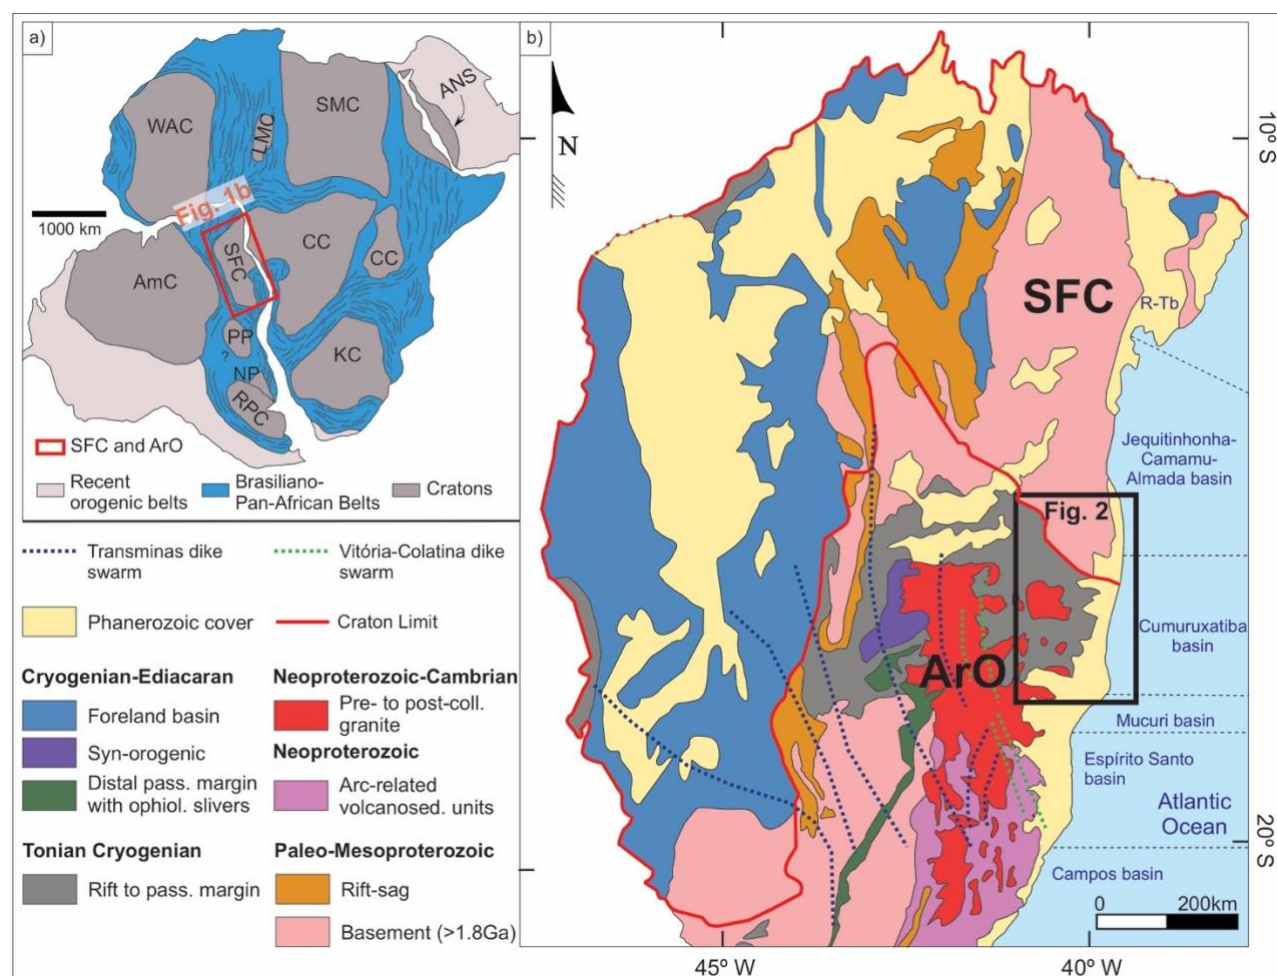 a)
WAC
LMC
SMC
ANS
Fig. 1b
1000 km
AmC
SFC
CC
CC
PP
?
NP
RPC
KC
SFC and ArO
Recent
orogenic belts
Brasiliano-
Pan-African Belts
Cratons
Transminas dike
swarm
Vitória-Colatina dike
swarm
Phanerozoic cover
Craton Limit
Cryogenian-Ediacaran
Foreland basin
Syn-orogenic
Distal pass. margin
with ophiol. slivers
Tonian Cryogenian
Rift to pass. margin
Neoproterozoic-Cambrian
Pre- to post-coll.
granite
Neoproterozoic
Arc-related
volcanosed. units
Paleo-Mesoproterozoic
Rift-sag
Basement (>1.8Ga)
b)
N
10º S
SFC
R-Tb
Jequitinhonha-
Camamu-
Almada basin
Fig. 2
Cumuruxatiba
basin
ArO
Mucuri basin
Espírito Santo
basin
Atlantic
Ocean
20º S
Campos basin
0 200km
45º W
40º W